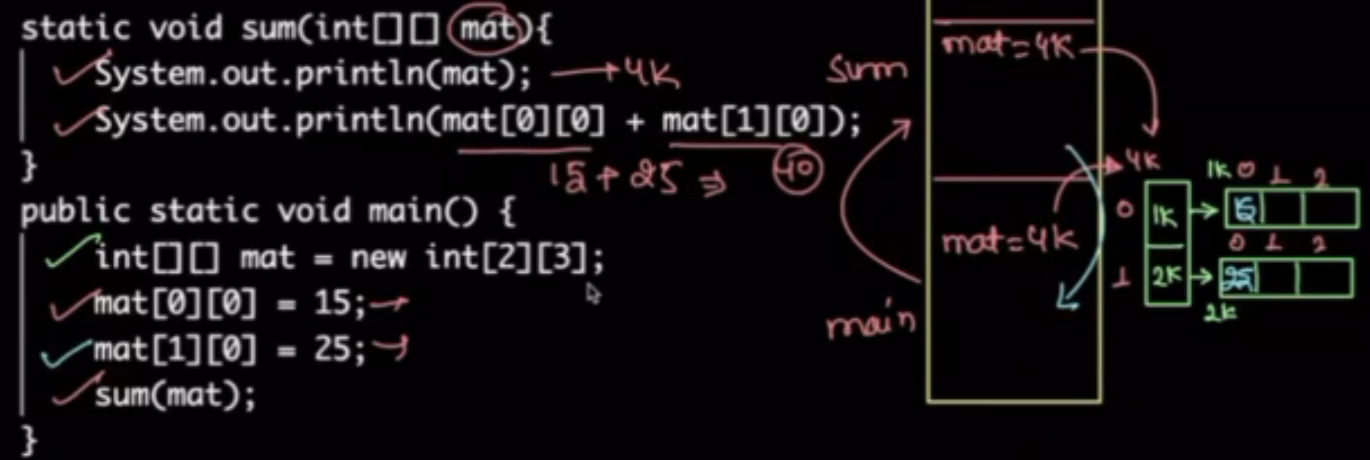 static void sum(int[][] mat){
System.out.println(mat); → 4K
System.out.println(mat[0][0] + mat[1][0]);
15 + 25 ⇒ 40
}
public static void main() {
int[][] mat = new int[2][3];
mat[0][0] = 15;
mat[1][0] = 25;
sum(mat);
}
sum
mat=4K
main
mat=4K
4K
1K 0 1 2
0 1K 15
0 1 2
1 2K 25
2K